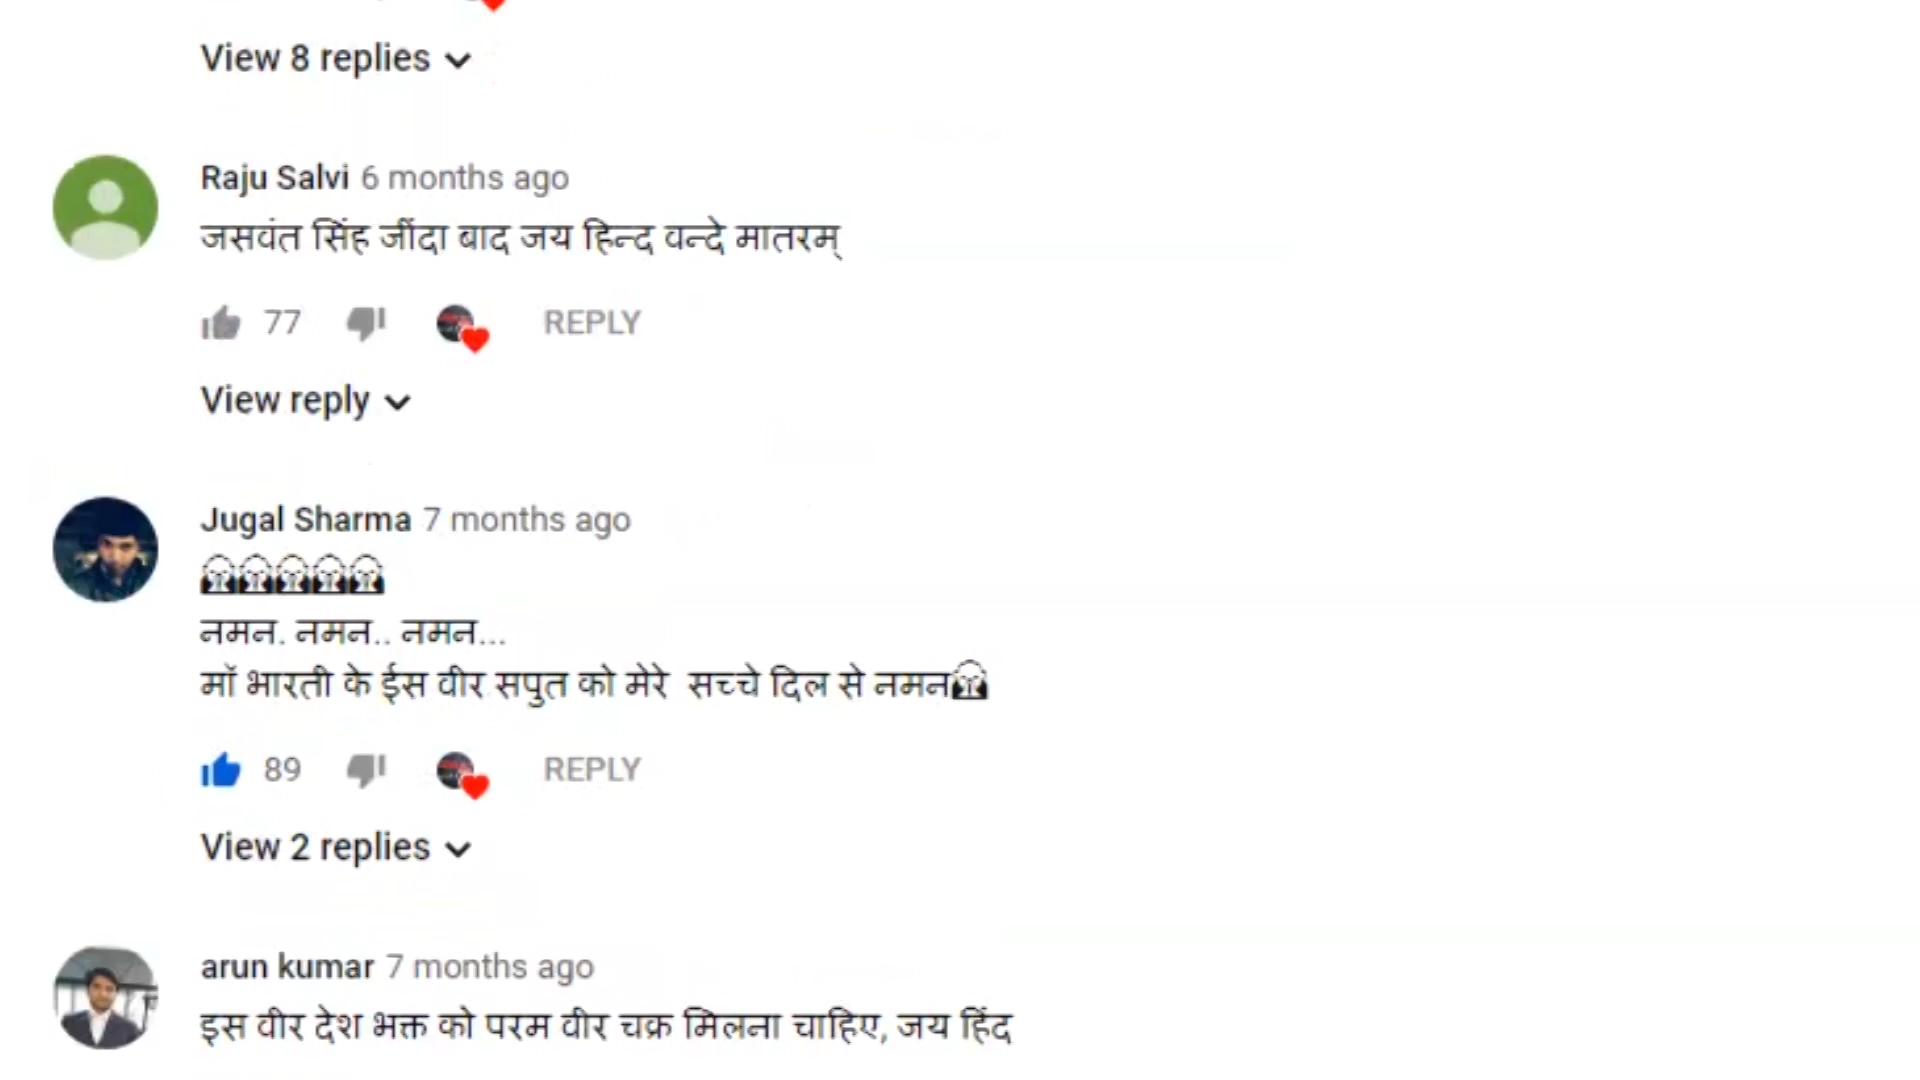 View 8 replies
Raju Salvi 6 months ago
जसवंत सिंह जींदा बाद जय हिन्द वन्दे मातरम्
77 REPLY
View reply
Jugal Sharma 7 months ago
नमन. नमन.. नमन...
मॉ भारती के ईस वीर सपुत को मेरे सच्चे दिल से नमन
89 REPLY
View 2 replies
arun kumar 7 months ago
इस वीर देश भक्त को परम वीर चक्र मिलना चाहिए, जय हिंद